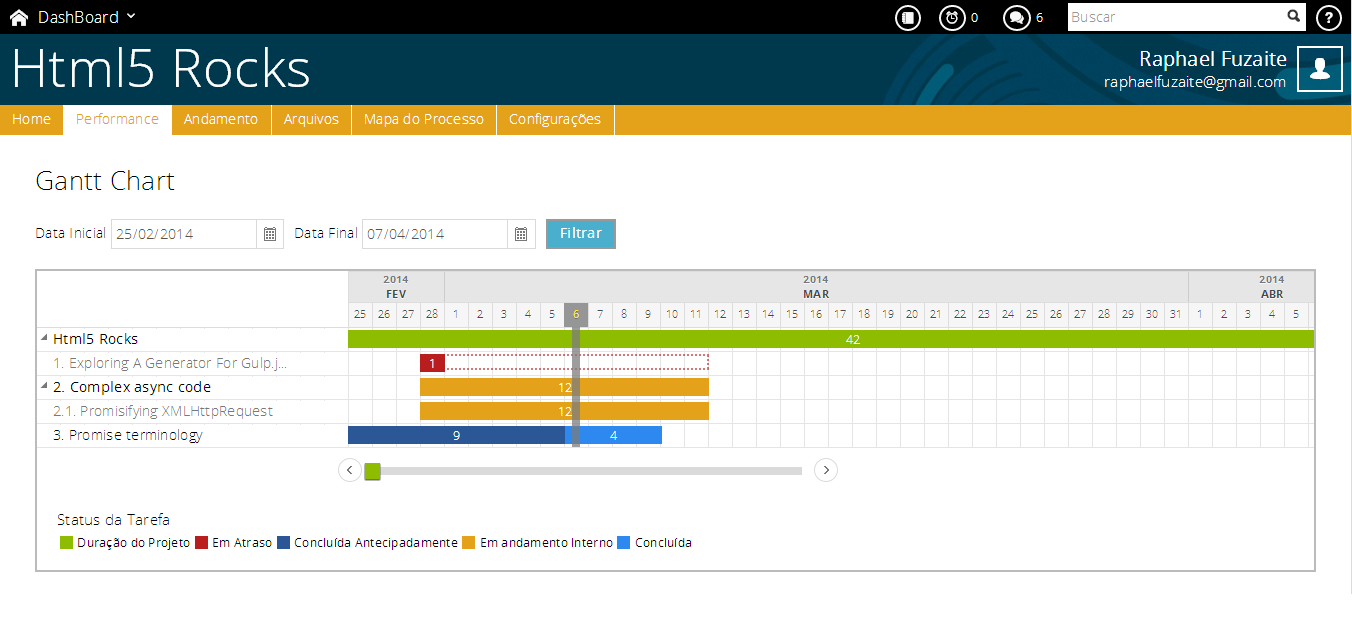 DashBoard 0 6 Buscar ?
Html5 Rocks
Raphael Fuzaite
raphaelfuzaite@gmail.com
Home Performance Andamento Arquivos Mapa do Processo Configurações
Gantt Chart
Data Inicial 25/02/2014 Data Final 07/04/2014 Filtrar
2014 2014 2014
FEV MAR ABR
25 26 27 28 1 2 3 4 5 6 7 8 9 10 11 12 13 14 15 16 17 18 19 20 21 22 23 24 25 26 27 28 29 30 31 1 2 3 4 5
Html5 Rocks 42
1. Exploring A Generator For Gulp.j... 1
2. Complex async code 12
2.1. Promisifying XMLHttpRequest 12
3. Promise terminology 9 4
Status da Tarefa
Duração do Projeto Em Atraso Concluída Antecipadamente Em andamento Interno Concluída